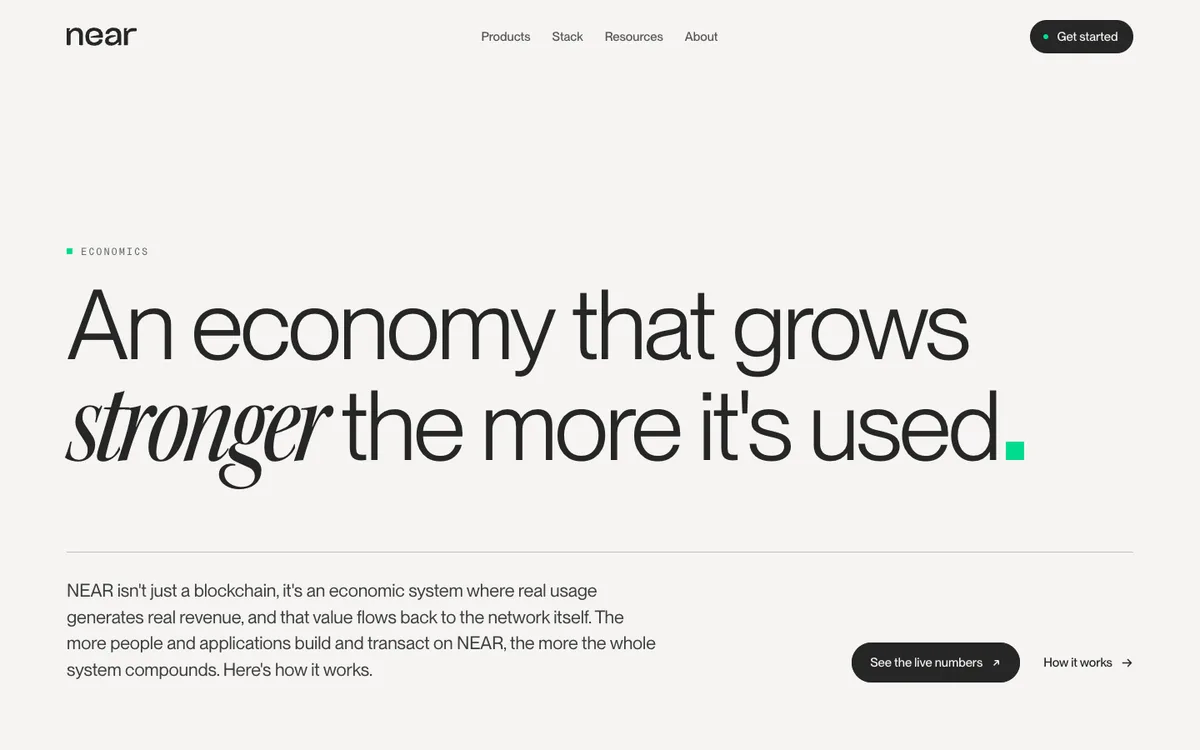 near
Products Stack Resources About
Get started
ECONOMICS
An economy that grows
stronger the more it's used.
NEAR isn't just a blockchain, it's an economic system where real usage
generates real revenue, and that value flows back to the network itself. The
more people and applications build and transact on NEAR, the more the whole
system compounds. Here's how it works.
See the live numbers ↗ How it works →